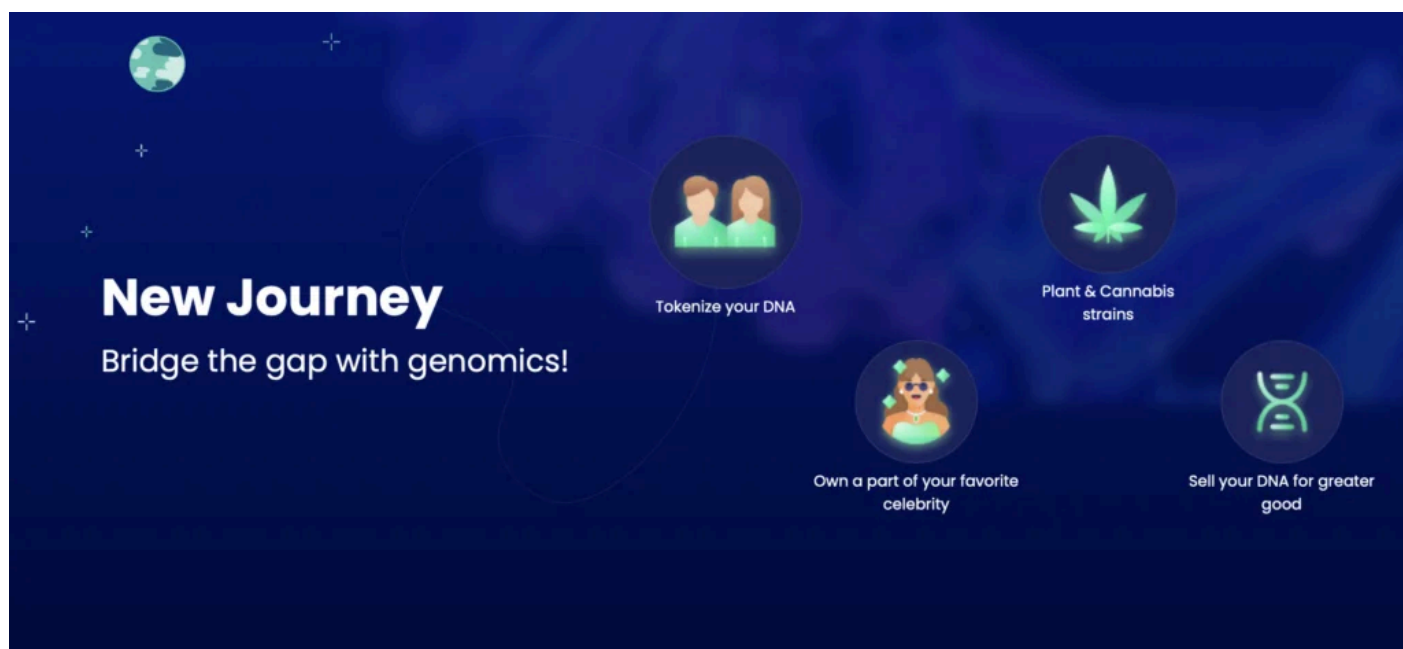 New Journey
Bridge the gap with genomics!
Tokenize your DNA
Plant & Cannabis
strains
Own a part of your favorite
celebrity
Sell your DNA for greater
good